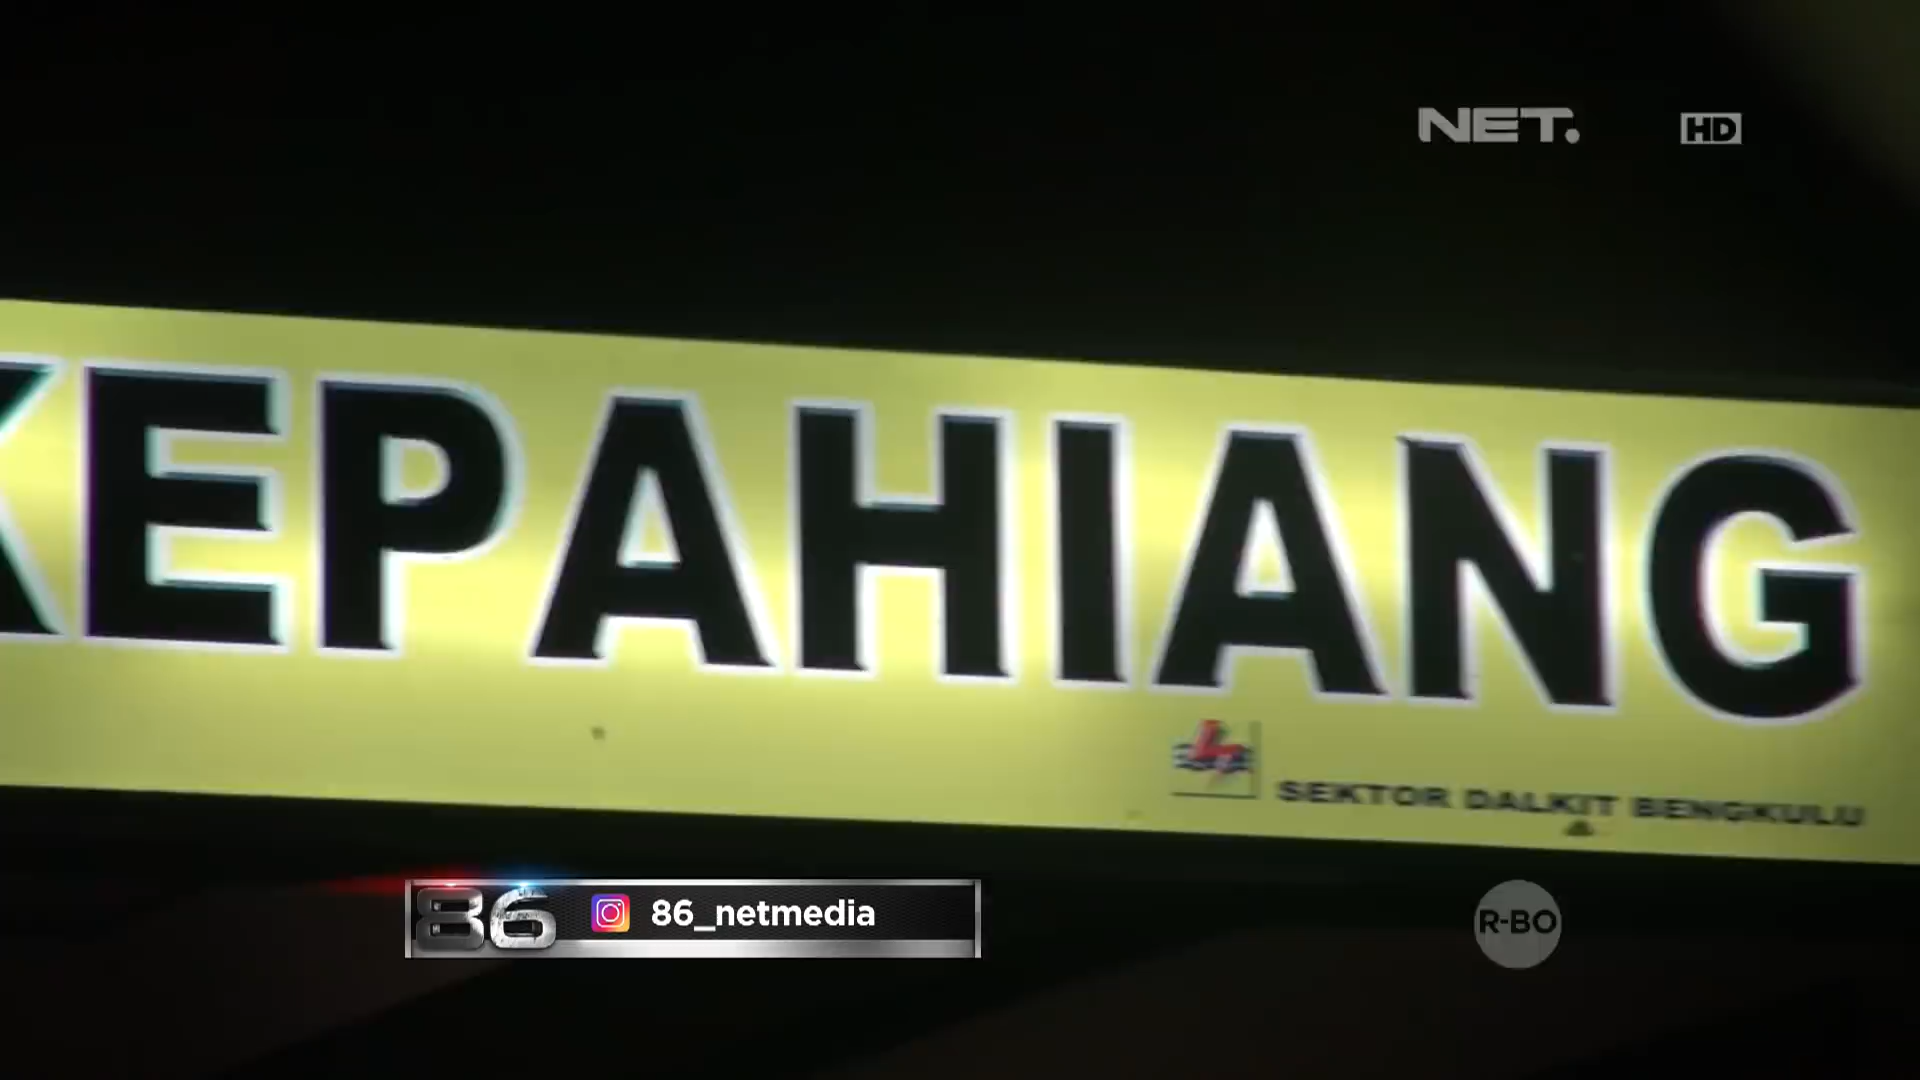 NET.
HD
KEPAHIANG
SEKTOR DALKIT BENGKULU
86
86_netmedia
R-BO